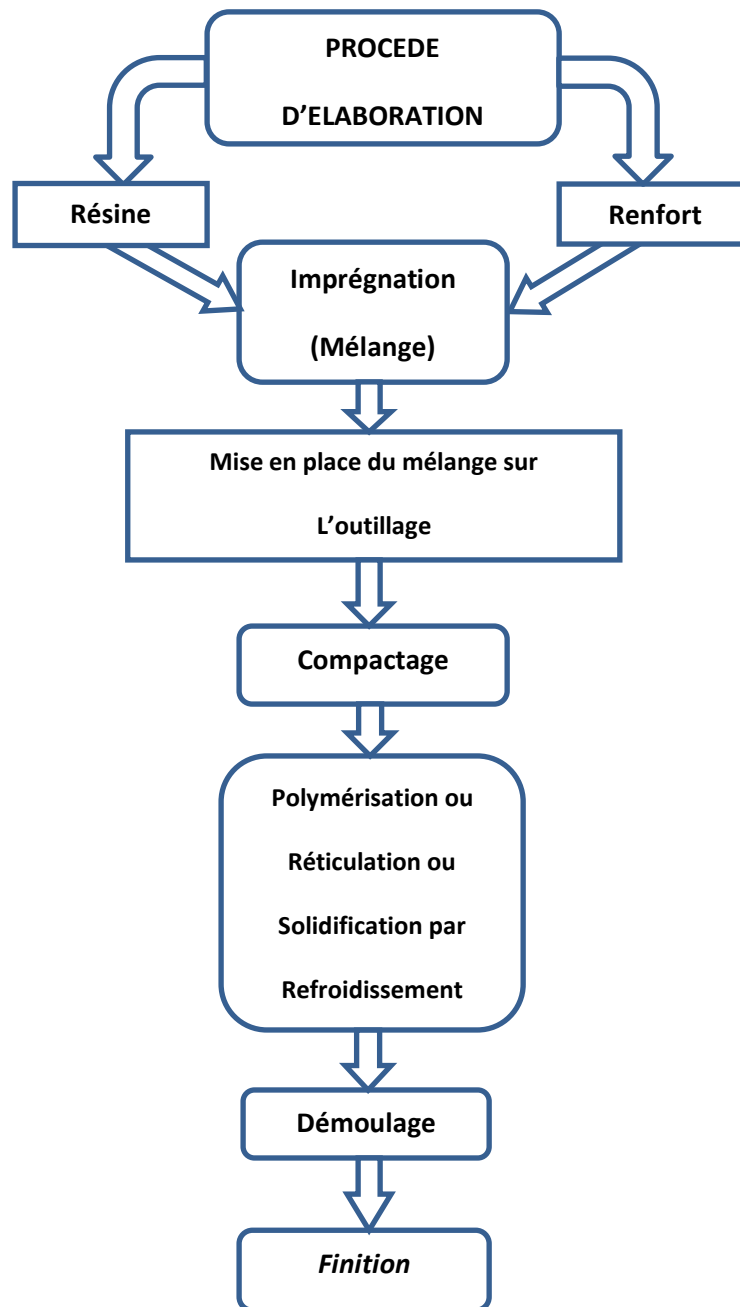 PROCEDE
D'ELABORATION
Résine
Renfort
Imprégnation
(Mélange)
Mise en place du mélange sur
L'outillage
Compactage
Polymérisation ou
Réticulation ou
Solidification par
Refroidissement
Démoulage
Finition